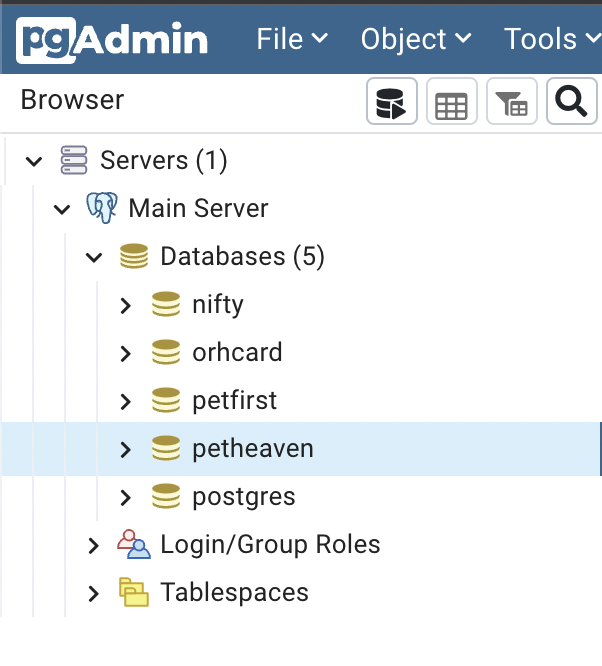 pgAdmin File Object Tools
Browser
Servers (1)
Main Server
Databases (5)
nifty
orhcard
petfirst
petheaven
postgres
Login/Group Roles
Tablespaces